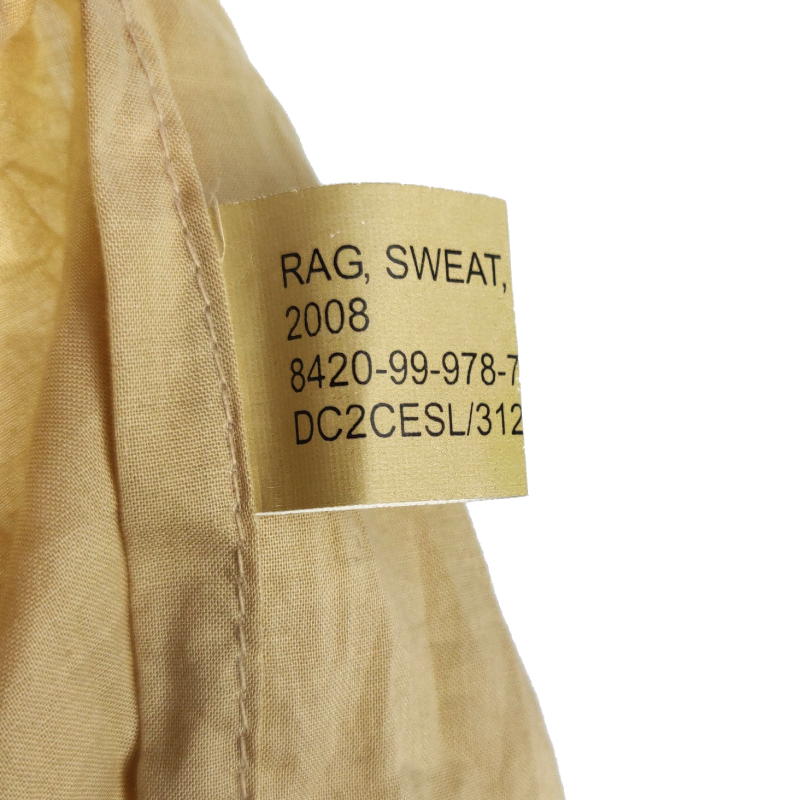 RAG, SWEAT,
2008
8420-99-978-7
DC2CESL/312